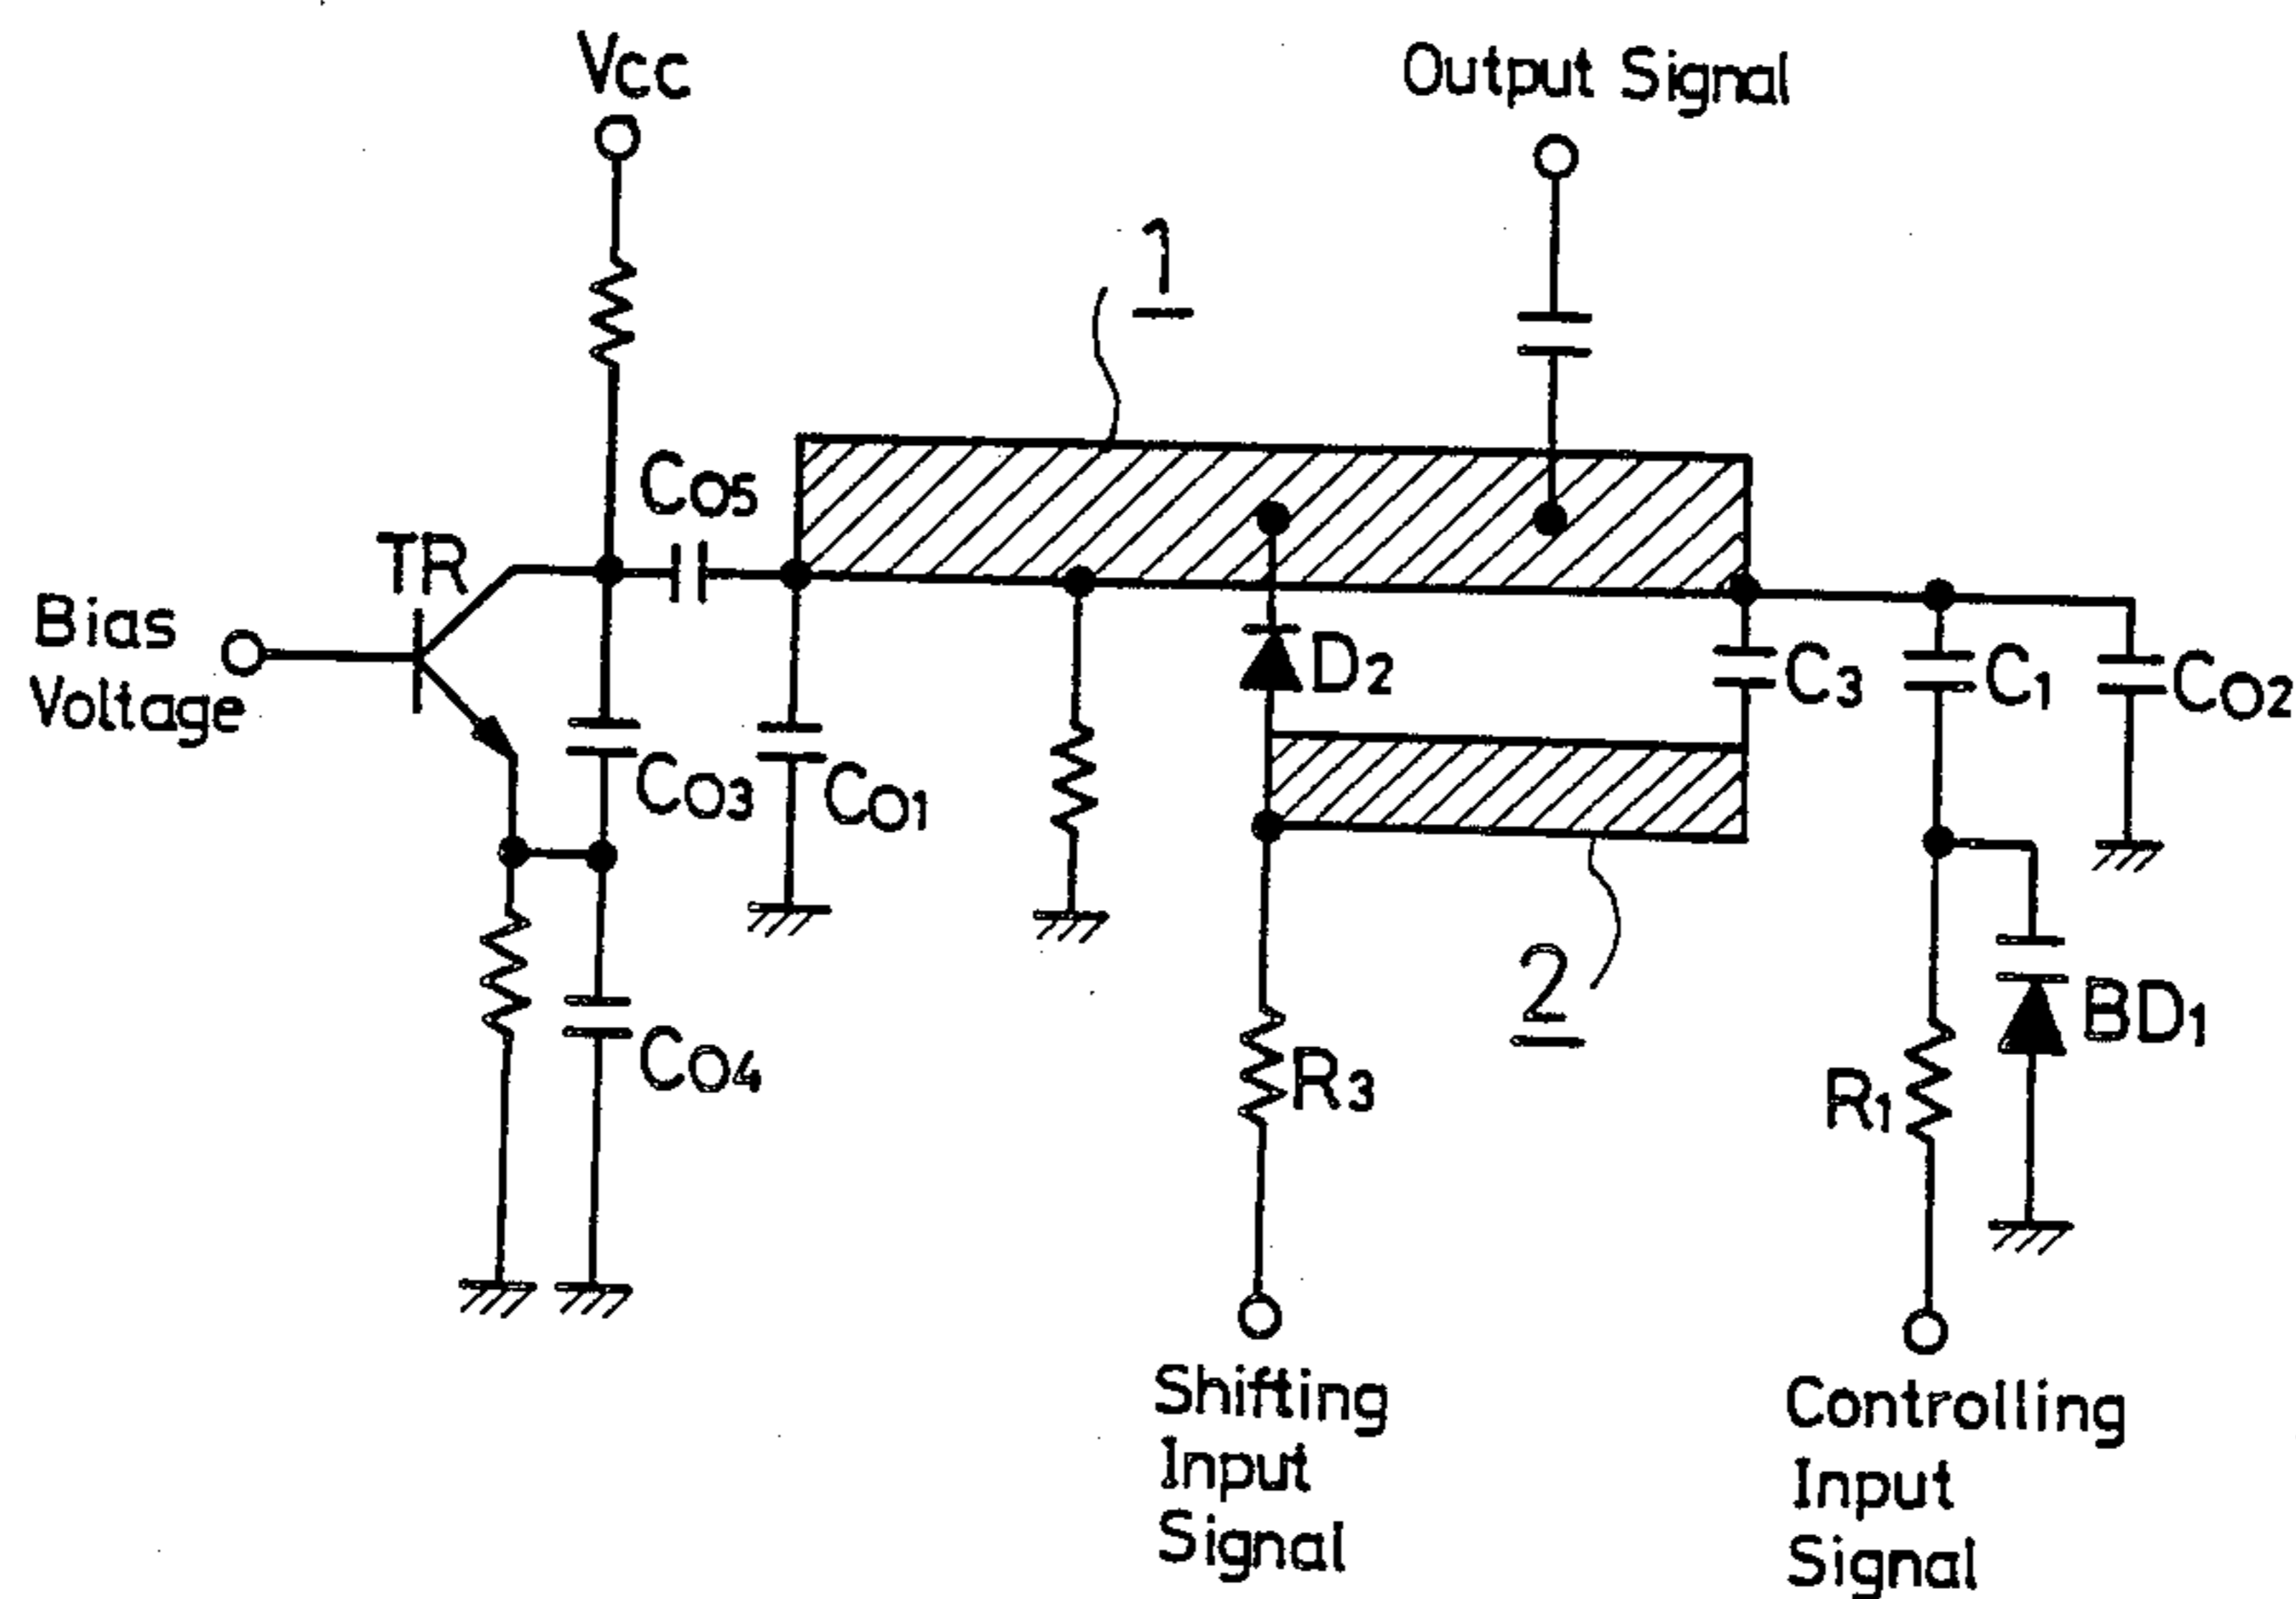 Vcc
Output Signal
1
Co5
TR
Bias
Voltage
D2
C3
C1
Co2
Co3
Co1
2
BD1
Co4
R3
R1
Shifting
Input
Signal
Controlling
Input
Signal